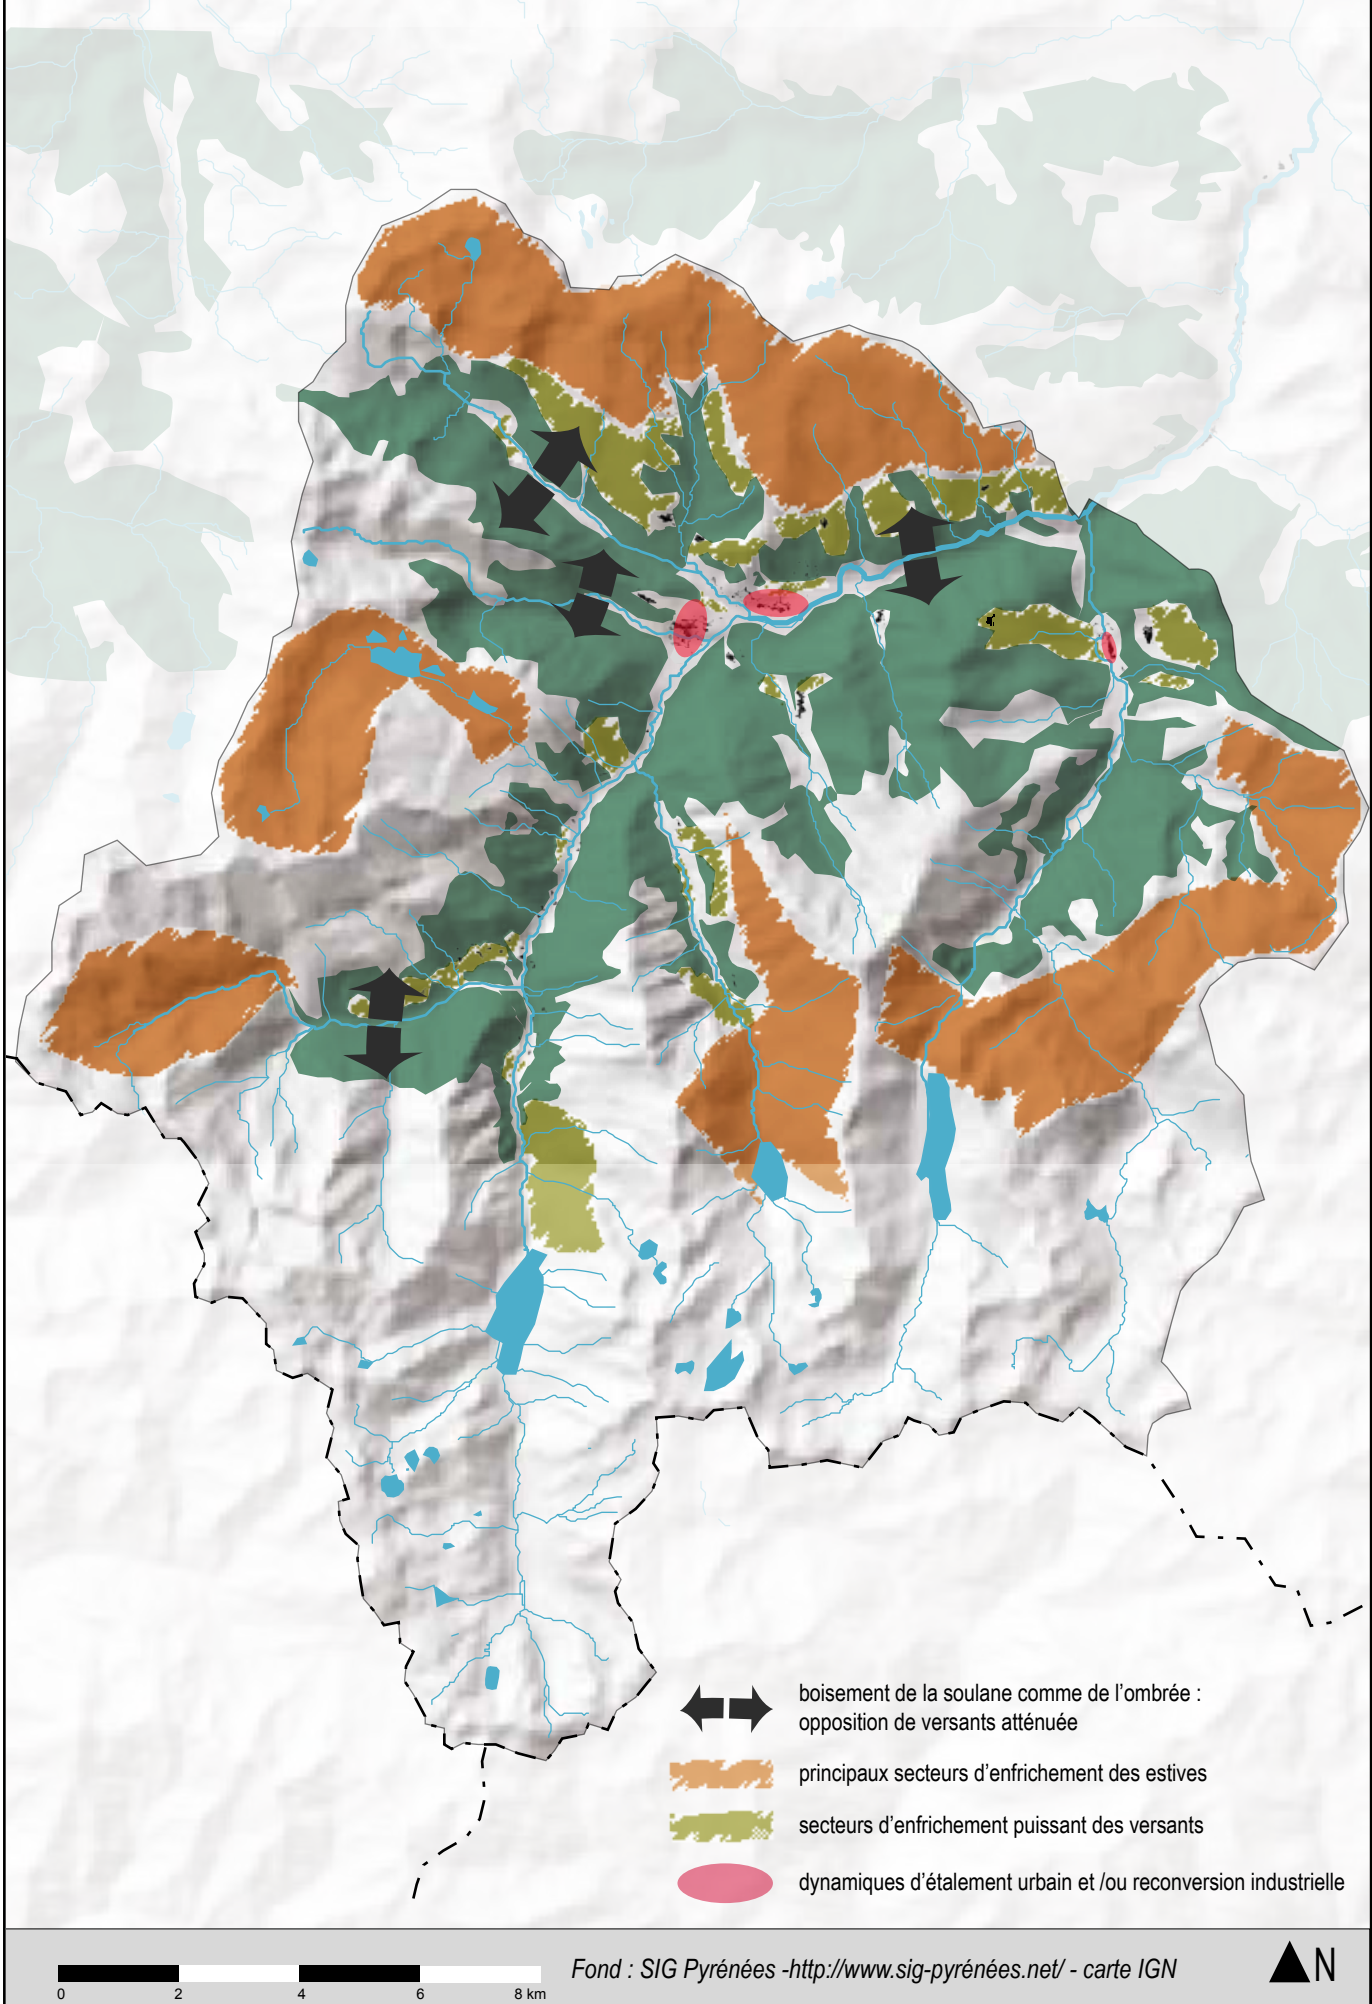 boisement de la soulane comme de l’ombrée :
opposition de versants atténuée
principaux secteurs d’enfrichement des estives
secteurs d’enfrichement puissant des versants
dynamiques d’étalement urbain et /ou reconversion industrielle
0 2 4 6 8 km
Fond : SIG Pyrénées -http://www.sig-pyrénées.net/ - carte IGN
N